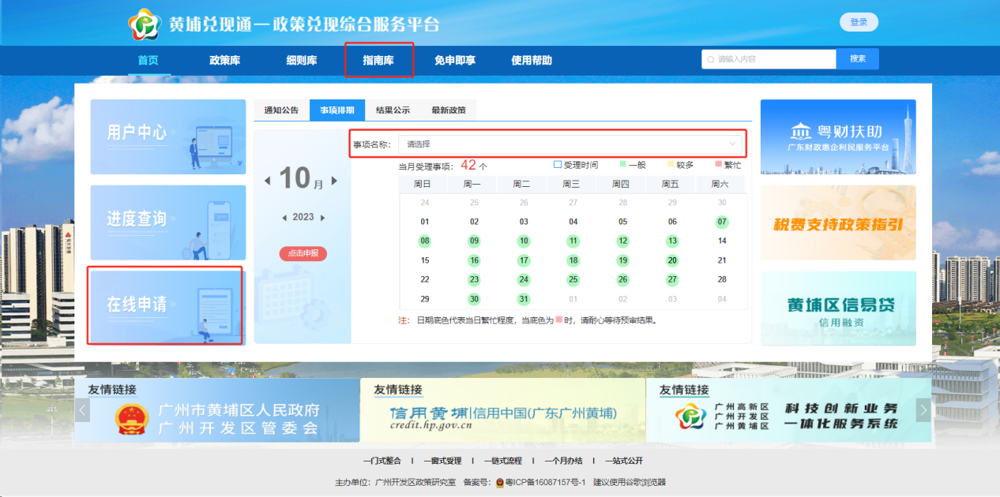 黄埔兑现通—政策兑现综合服务平台
登录
首页 政策库 细则库 指南库 免申即享 使用帮助 请输入内容 搜索
用户中心
进度查询
在线申请
通知公告 事项排期 结果公示 最新政策
10月
2023
点击申报
事项名称： 请选择
当月受理事项： 42 个 受理时间 一般 较多 繁忙
周日 周一 周二 周三 周四 周五 周六
24 25 26 27 28 29 30
01 02 03 04 05 06 07
08 09 10 11 12 13 14
15 16 17 18 19 20 21
22 23 24 25 26 27 28
29 30 31 01 02 03 04
注： 日期底色代表当日繁忙程度，当底色为 时，请耐心等待预审结果。
粤财扶助
广东财政惠企利民服务平台
税费支持政策指引
黄埔区信易贷
信用融资
友情链接
广州市黄埔区人民政府
广州开发区管委会
友情链接
信用黄埔|信用中国(广东广州黄埔)
credit.hp.gov.cn
友情链接
广州高新区
广州开发区
广州黄埔区
科技创新业务
一体化服务系统
一门式整合 | 一窗式受理 | 一链式流程 | 一个月办结 | 一站式公开
主办单位：广州开发区政策研究室 备案号： 粤ICP备16087157号-1 建议使用谷歌浏览器